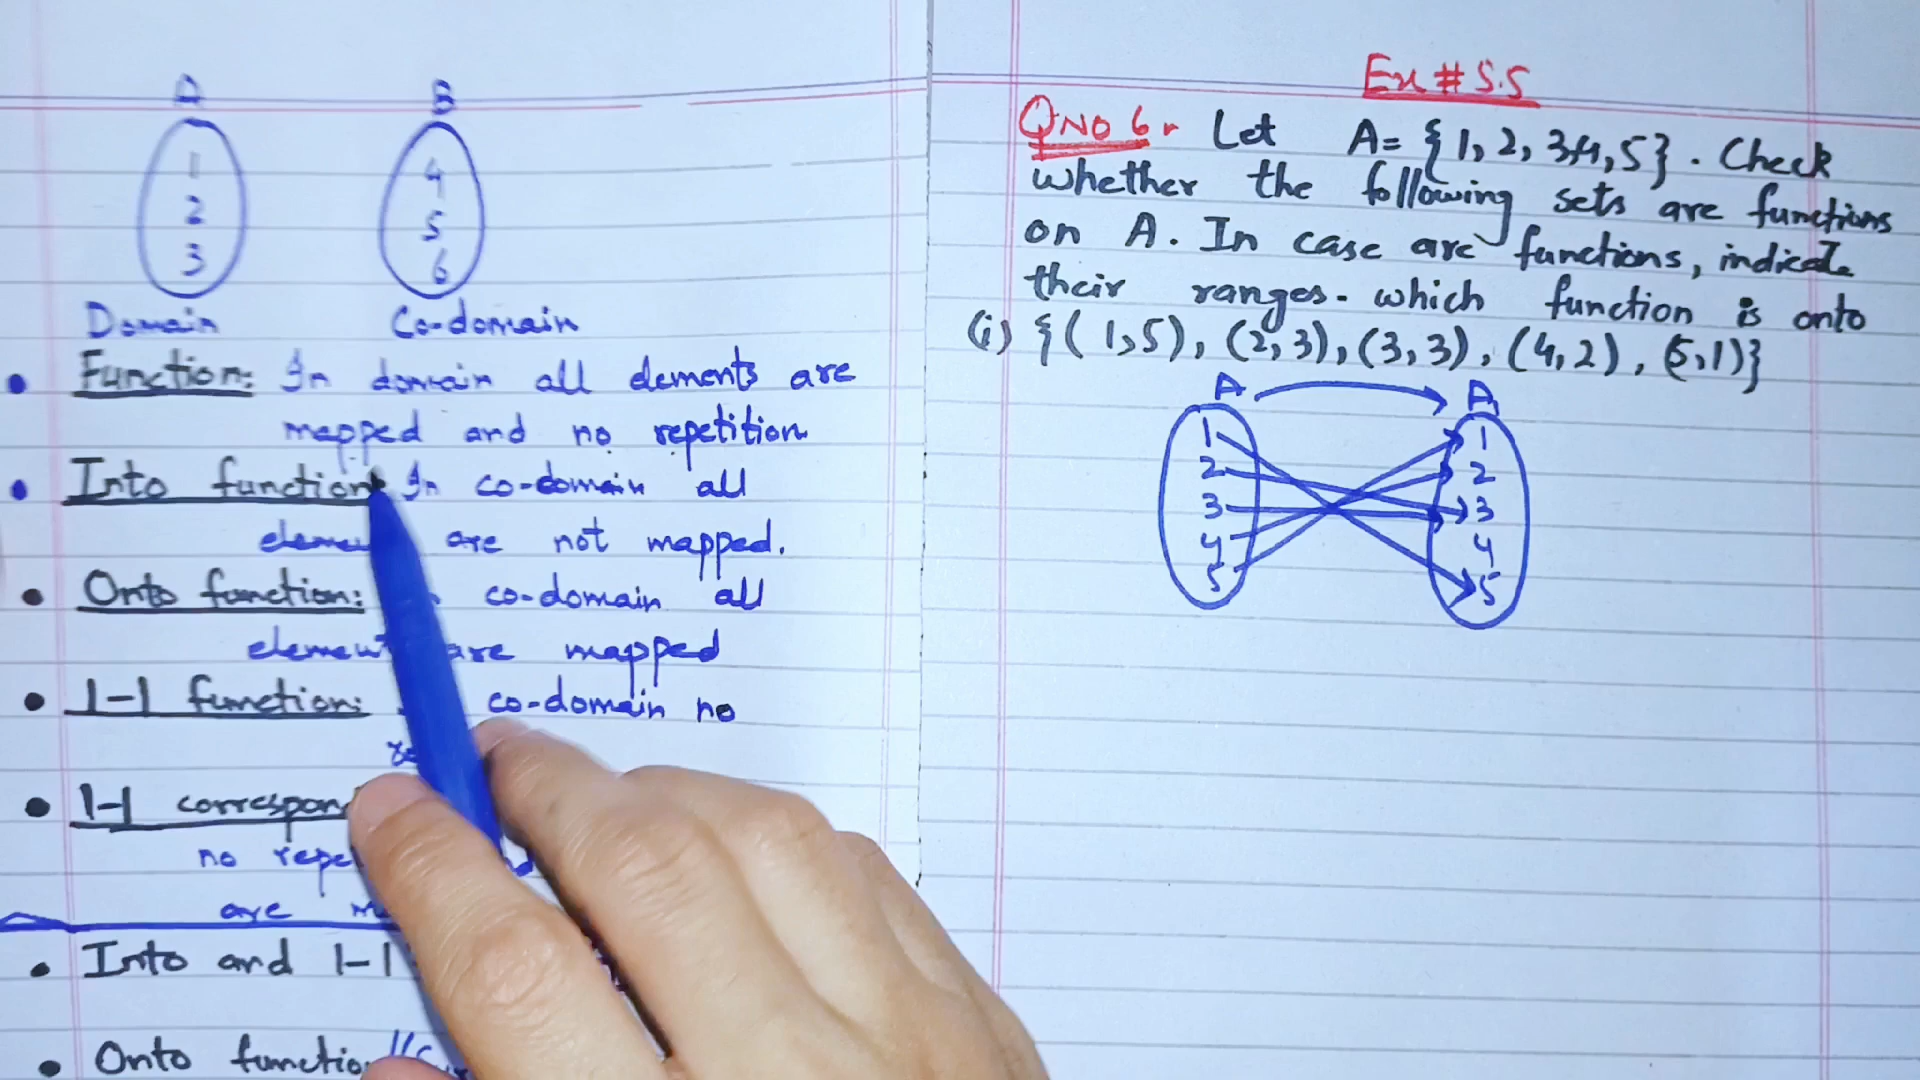 A B
1 4
2 5
3 6
Domain Co-domain
• Function: In domain all elements are
mapped and no repetition
• Into function: In co-domain all
are not mapped.
• Onto function: co-domain all
are mapped
• 1-1 function: co-domain no
• 1-1
no
are
• Into and 1-1
• Onto
Ex # 5.5
QNO 6. Let A= {1, 2, 3,4, 5}. Check
whether the following sets are functions
on A. In case are functions, indicate
their ranges. which function is onto
(i) {( 1,5), (2,3), (3,3), (4,2), (5,1)}
A A
1 1
2 2
3 3
4 4
5 5